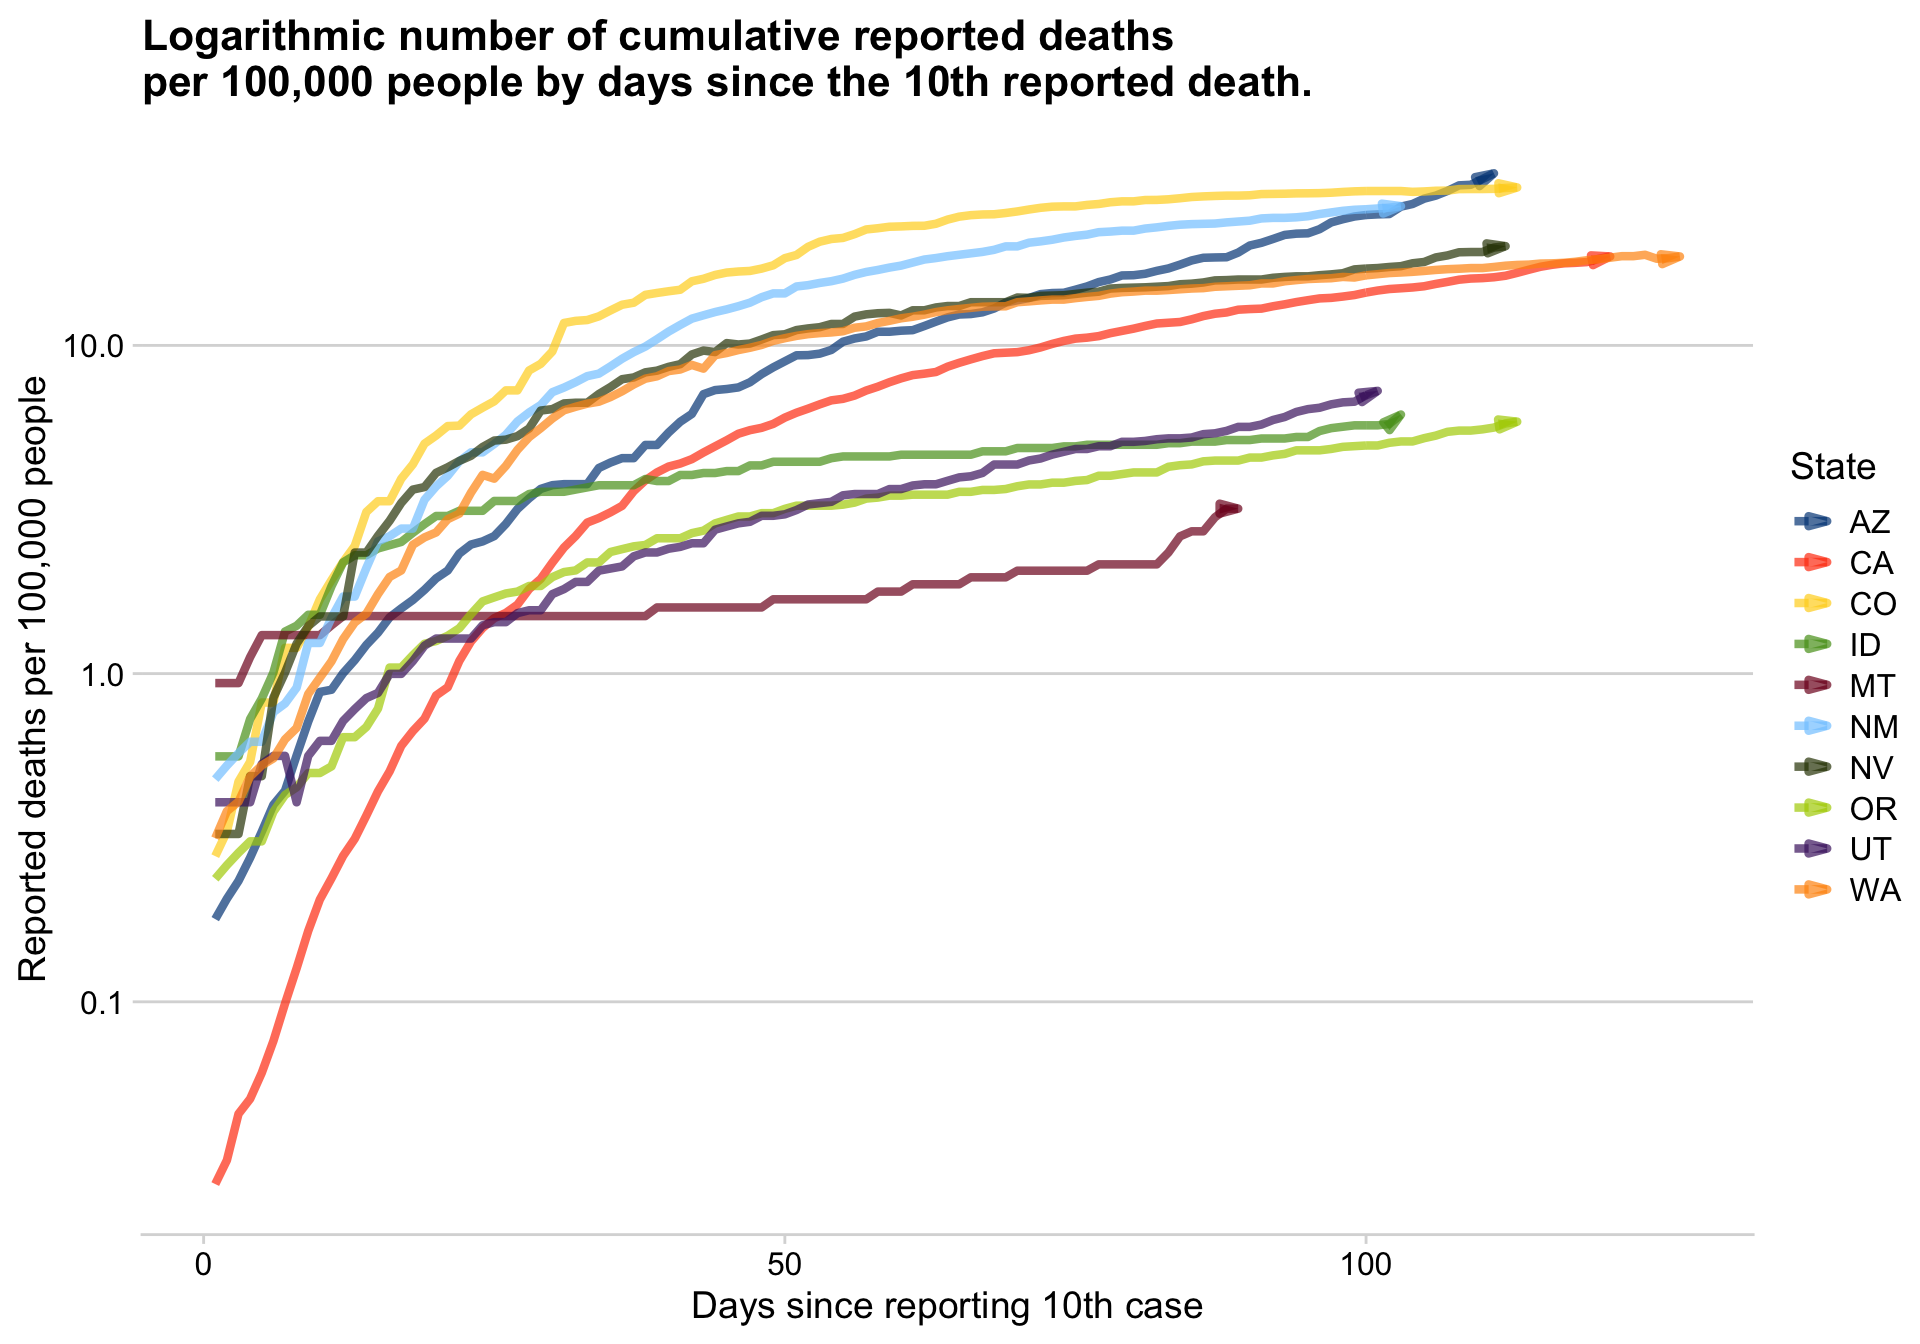 Logarithmic number of cumulative reported deaths
per 100,000 people by days since the 10th reported death.
Reported deaths per 100,000 people
10.0
1.0
0.1
0
50
100
Days since reporting 10th case
State
AZ
CA
CO
ID
MT
NM
NV
OR
UT
WA